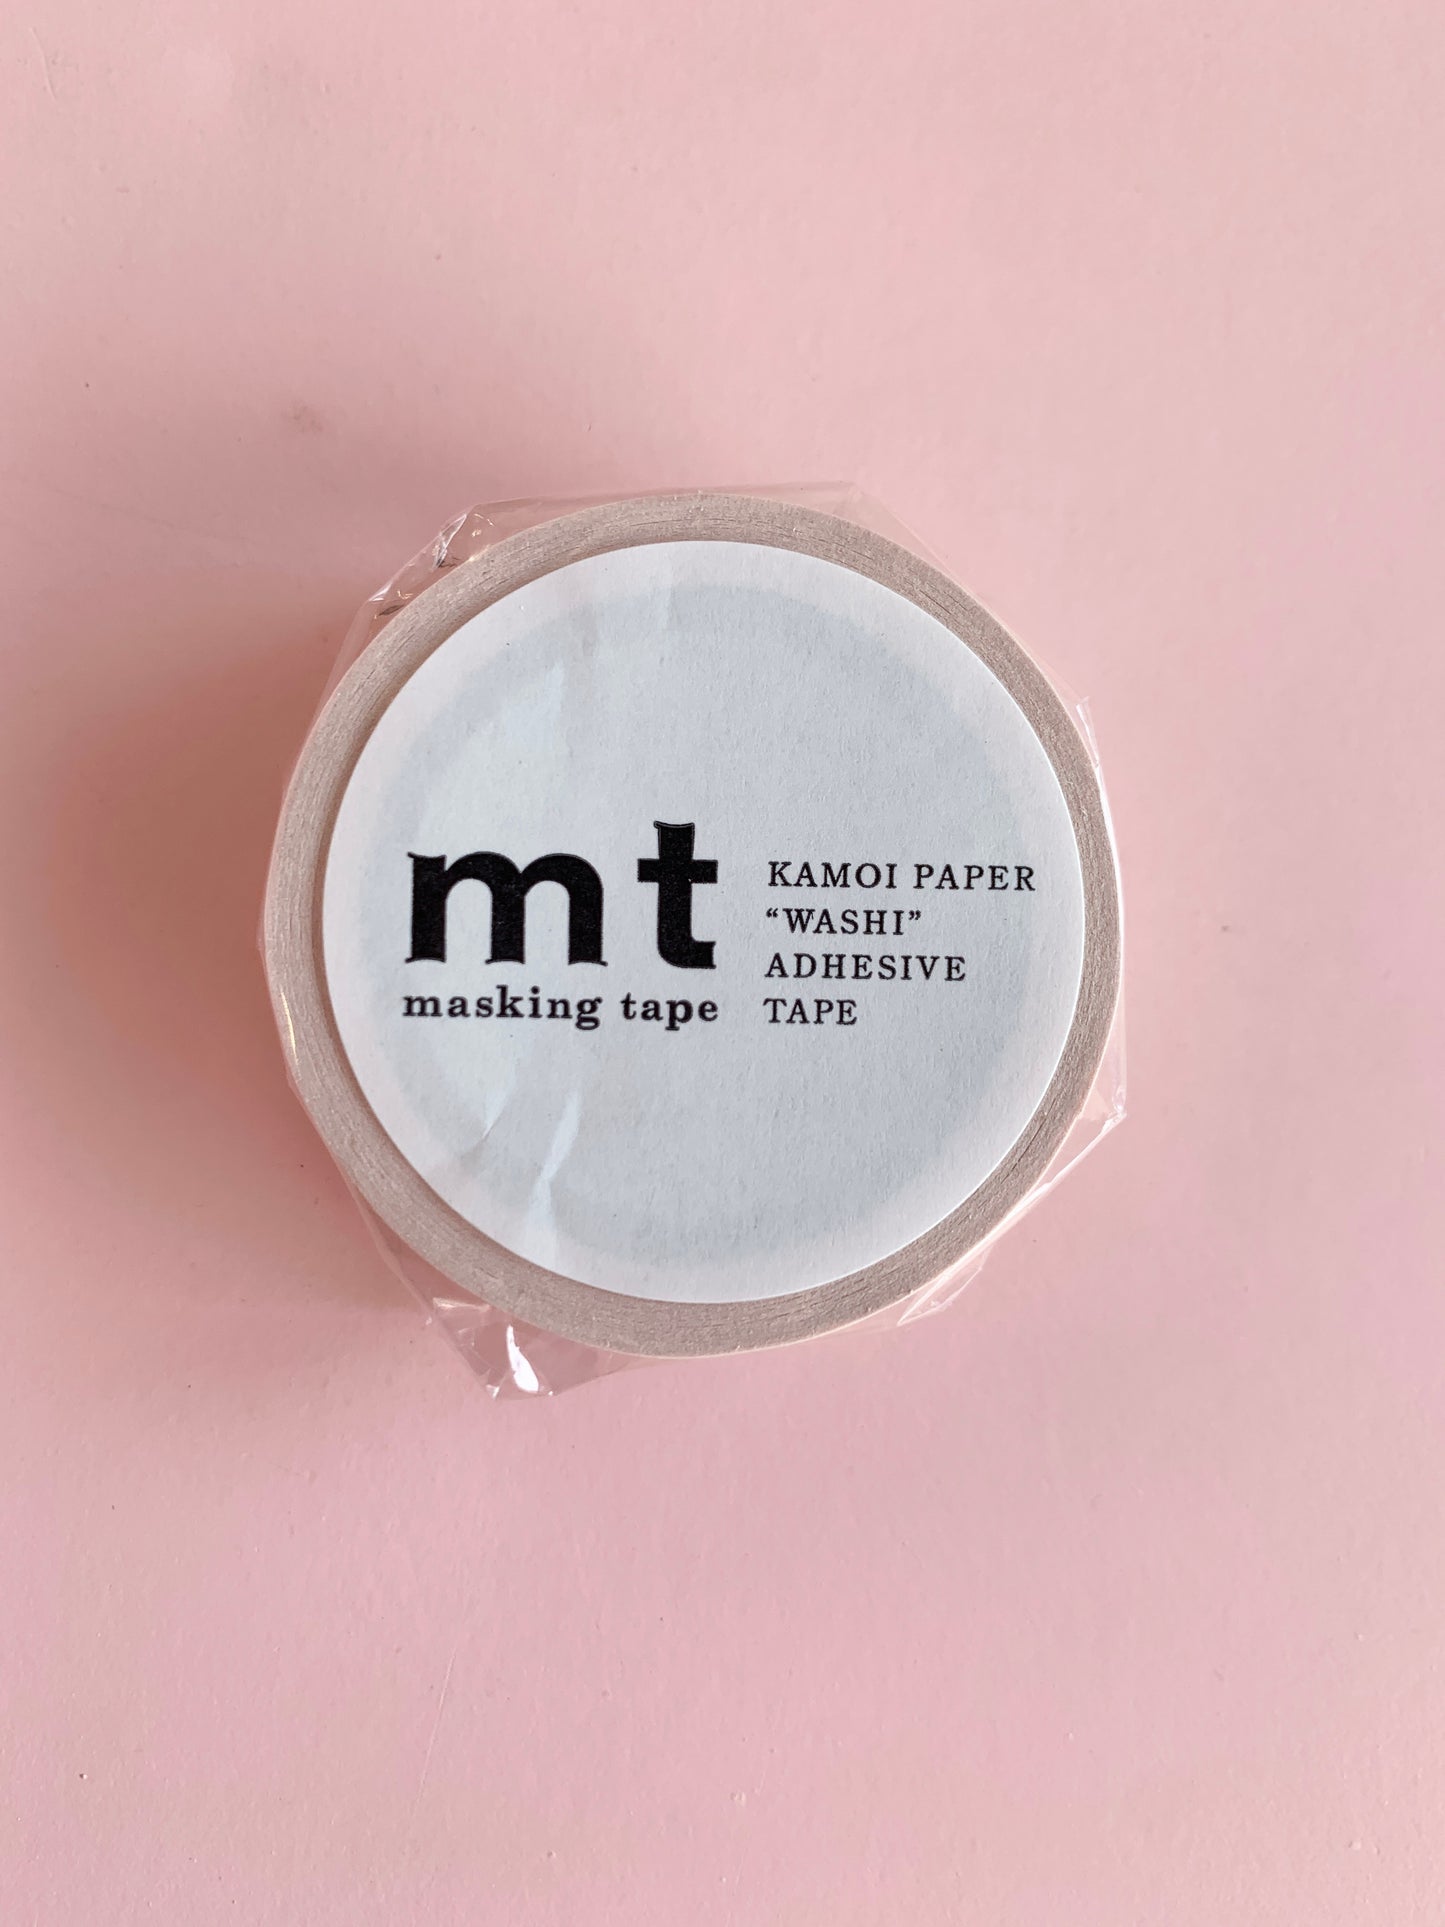 mt
masking tape
KAMOI PAPER
“WASHI”
ADHESIVE
TAPE